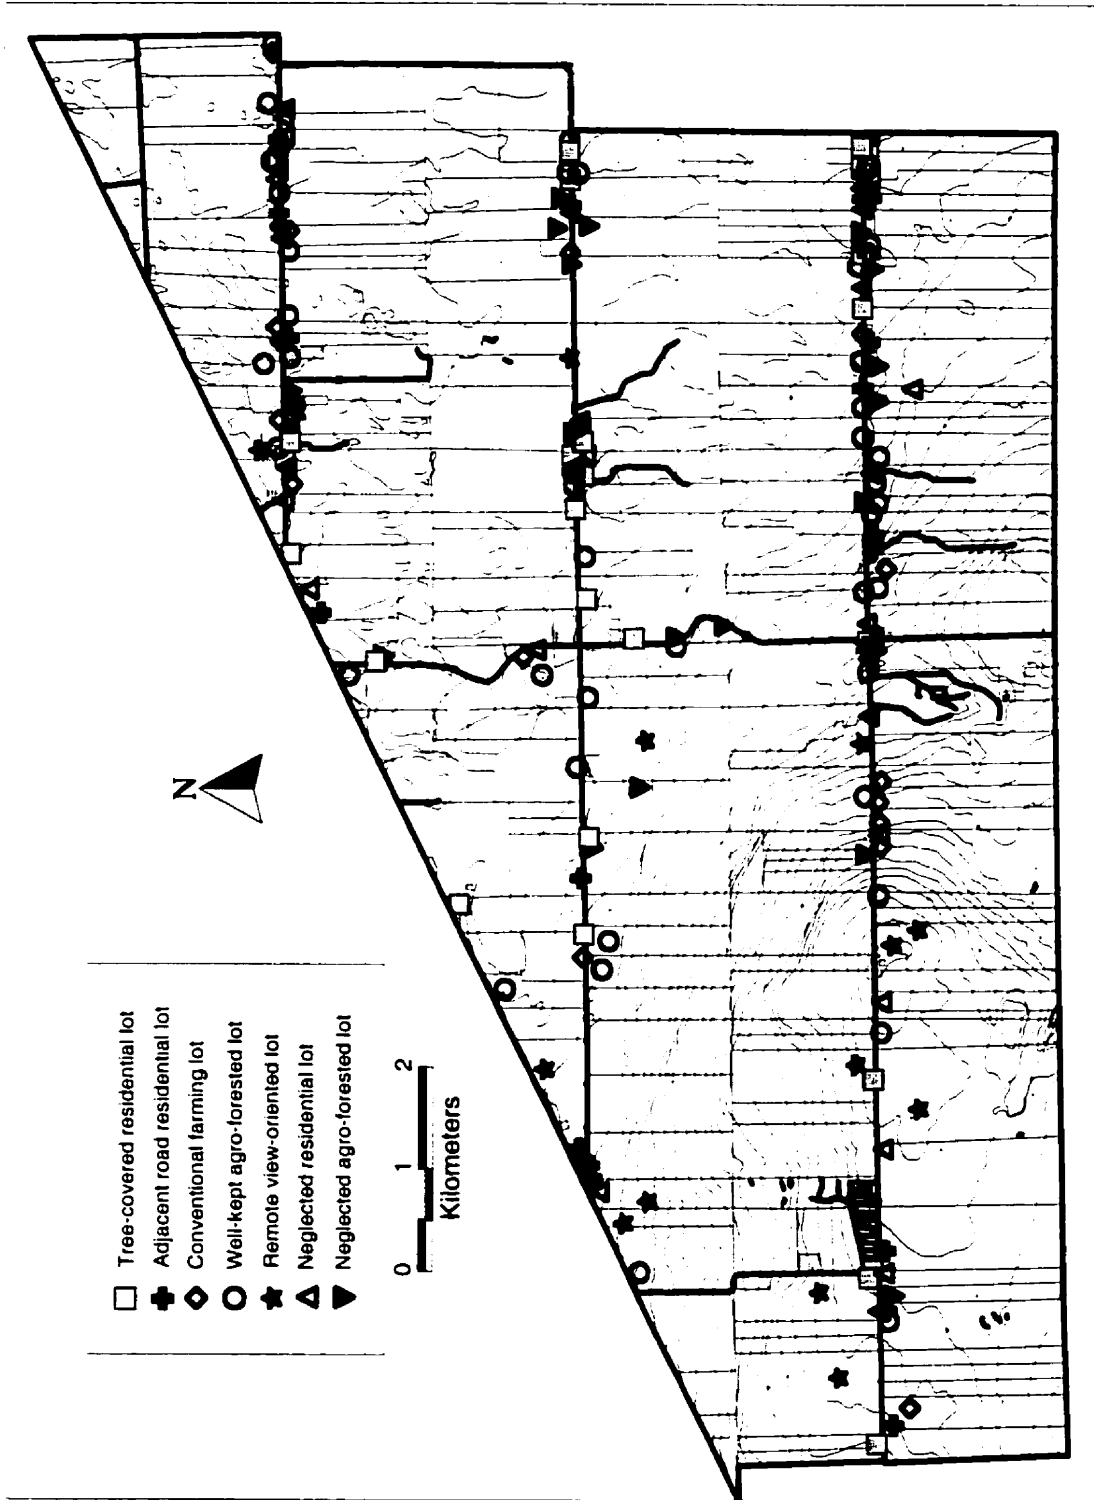 N
Tree-covered residential lot
Adjacent road residential lot
Conventional farming lot
Well-kept agro-forested lot
Remote view-oriented lot
Neglected residential lot
Neglected agro-forested lot
0 1 2
Kilometers